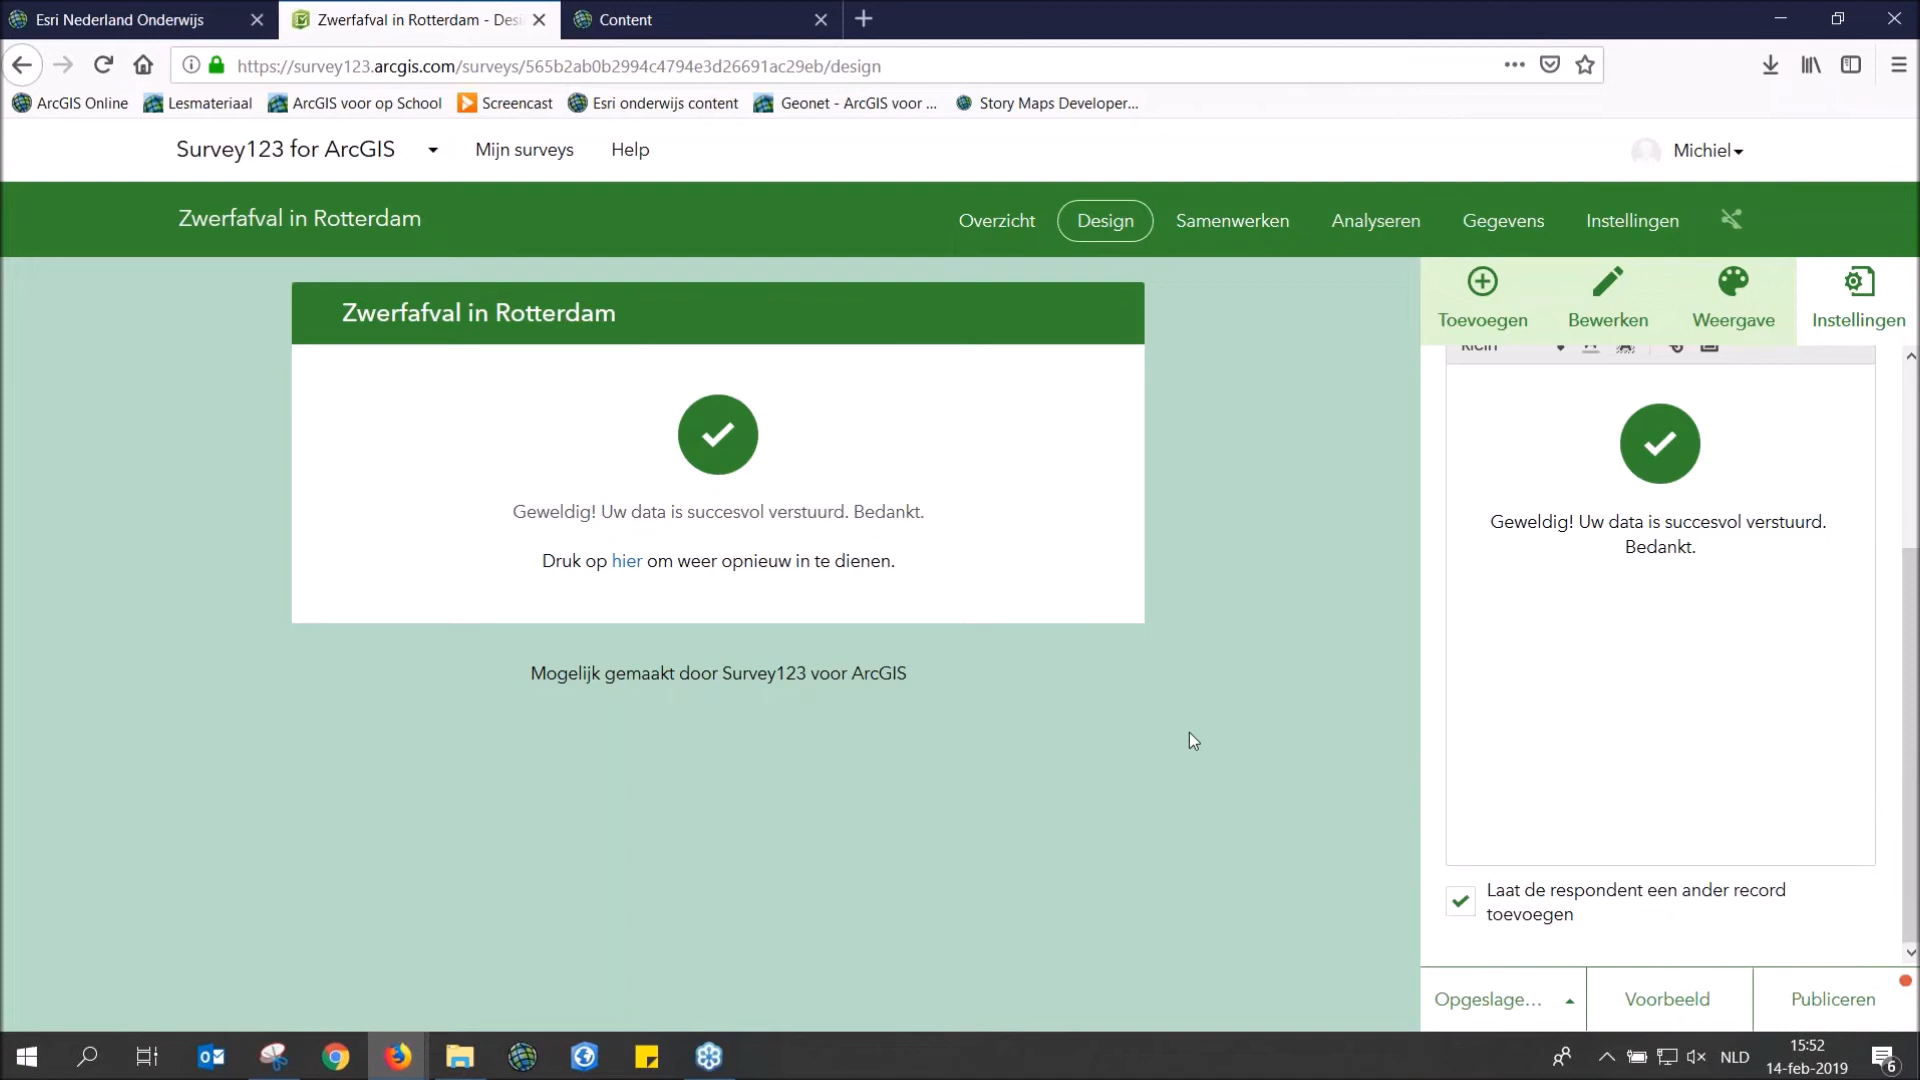 Esri Nederland Onderwijs
Zwerfafval in Rotterdam - Desi
Content
https://survey123.arcgis.com/surveys/565b2ab0b2994c4794e3d26691ac29eb/design
ArcGIS Online
Lesmateriaal
ArcGIS voor op School
Screencast
Esri onderwijs content
Geonet - ArcGIS voor ...
Story Maps Developer...
Survey123 for ArcGIS
Mijn surveys
Help
Michiel
Zwerfafval in Rotterdam
Overzicht
Design
Samenwerken
Analyseren
Gegevens
Instellingen
Toevoegen
Bewerken
Weergave
Instellingen
Zwerfafval in Rotterdam
Geweldig! Uw data is succesvol verstuurd. Bedankt.
Druk op hier om weer opnieuw in te dienen.
Mogelijk gemaakt door Survey123 voor ArcGIS
Klein
Geweldig! Uw data is succesvol verstuurd.
Bedankt.
Laat de respondent een ander record
toevoegen
Opgeslage...
Voorbeeld
Publiceren
NLD
15:52
14-feb-2019
6